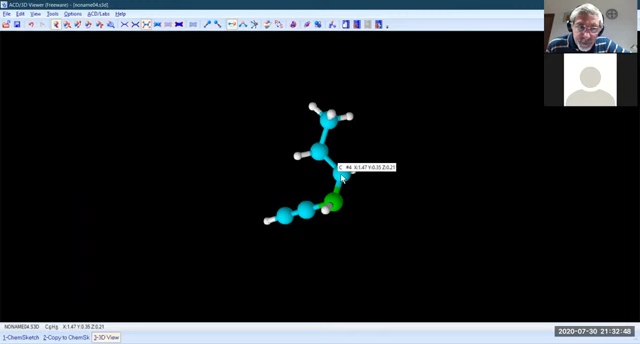 ACD/3D Viewer (Freeware) - [noname04.s3d]
File Edit View Tools Options ACD/Labs Help
C #4 X:1.47 Y:0.35 Z:0.21
NONAME04.S3D X:1.47 Y:0.35 Z:0.21
2020-07-30 21:32:48
1-ChemSketch 2-Copy to ChemSk 3-3D View